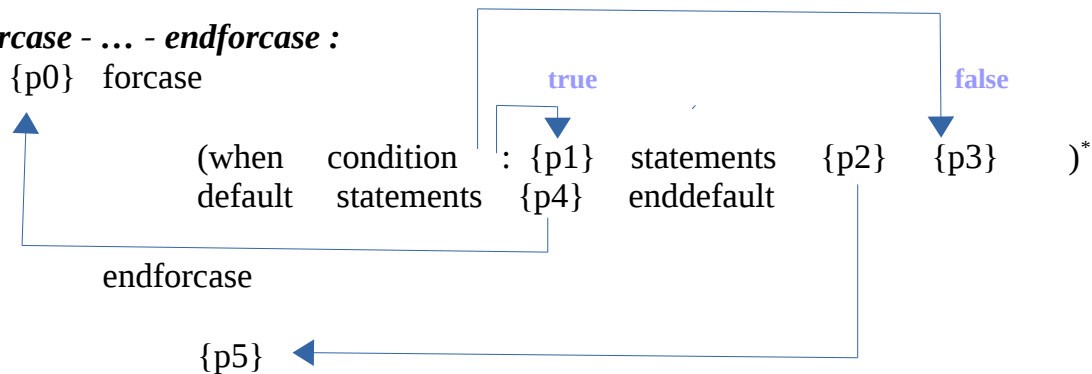 rcase - … - endforcase :
{p0} forcase
true false
(when condition : {p1} statements {p2} {p3} )*
default statements {p4} enddefault
endforcase
{p5}